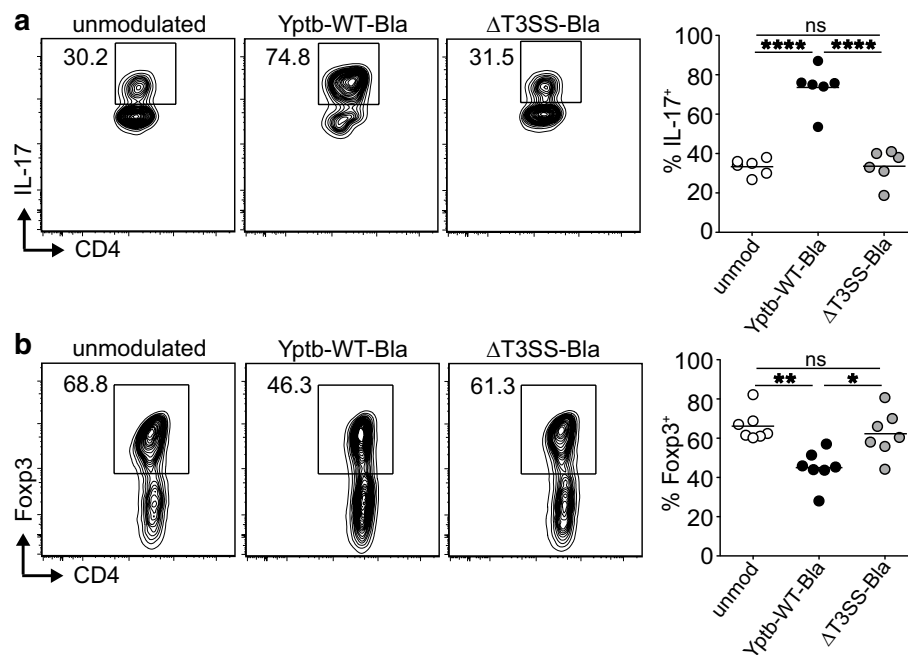 a
unmodulated Yptb-WT-Bla ΔT3SS-Bla
30.2 74.8 31.5
IL-17
CD4
ns
**** ****
100
80
60
40
20
0
% IL-17+
unmod Yptb-WT-Bla ΔT3SS-Bla
b
unmodulated Yptb-WT-Bla ΔT3SS-Bla
68.8 46.3 61.3
Foxp3
CD4
ns
** *
100
80
60
40
20
0
% Foxp3+
unmod Yptb-WT-Bla ΔT3SS-Bla